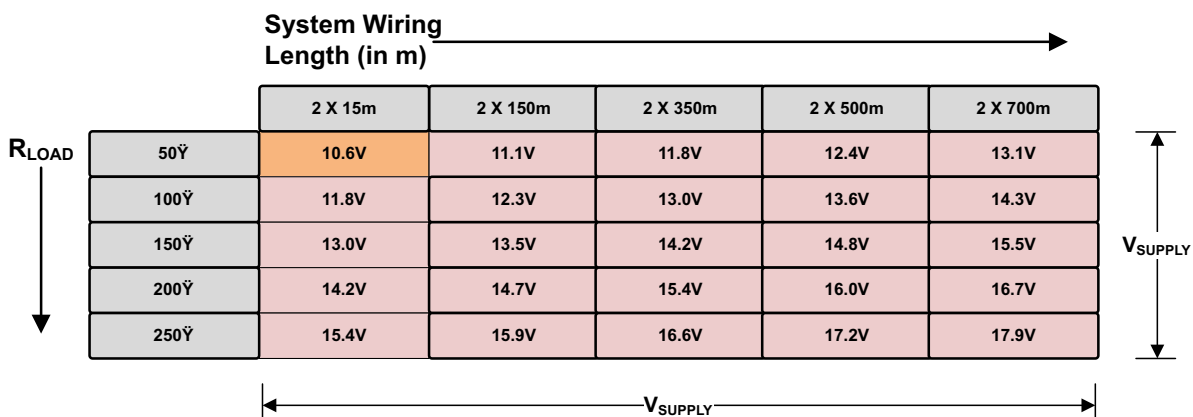 System Wiring
Length (in m)
2 X 15m 2 X 150m 2 X 350m 2 X 500m 2 X 700m
RLOAD 50Ÿ 10.6V 11.1V 11.8V 12.4V 13.1V
100Ÿ 11.8V 12.3V 13.0V 13.6V 14.3V
150Ÿ 13.0V 13.5V 14.2V 14.8V 15.5V VSUPPLY
200Ÿ 14.2V 14.7V 15.4V 16.0V 16.7V
250Ÿ 15.4V 15.9V 16.6V 17.2V 17.9V
VSUPPLY